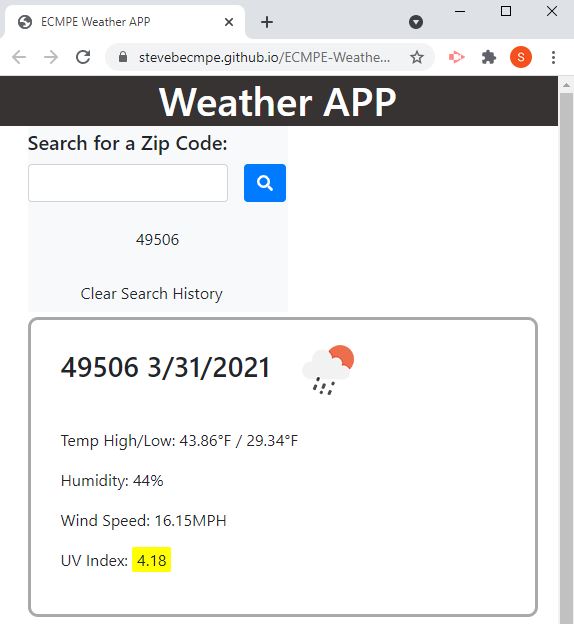 ECMPE Weather APP
stevebecmpe.github.io/ECMPE-Weathe...
S
Weather APP
Search for a Zip Code:
49506
Clear Search History
49506 3/31/2021
Temp High/Low: 43.86°F / 29.34°F
Humidity: 44%
Wind Speed: 16.15MPH
UV Index: 4.18